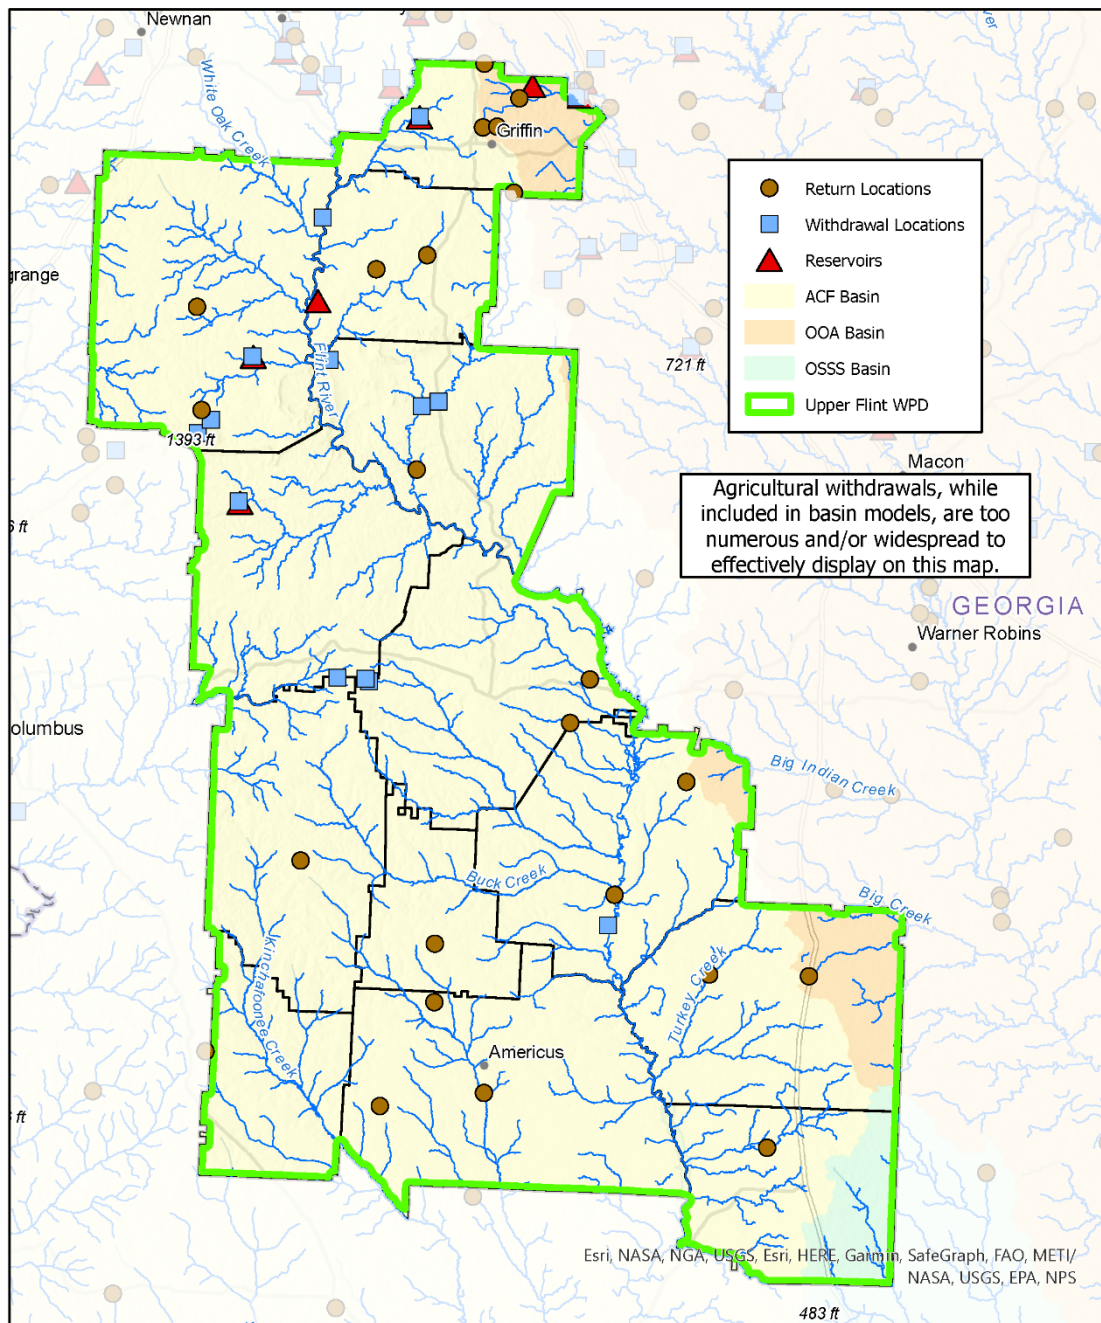 Newnan
White Oak Creek
Griffin
grange
Flint River
1393 ft
Return Locations
Withdrawal Locations
Reservoirs
ACF Basin
OOA Basin
OSSS Basin
Upper Flint WPD
721 ft
Macon
Agricultural withdrawals, while
included in basin models, are too
numerous and/or widespread to
effectively display on this map.
GEORGIA
Warner Robins
olumbus
Big Indian Creek
Buck Creek
Big Creek
Kinchafoonee Creek
Turkey Creek
Americus
ft
Esri, NASA, NGA, USGS, Esri, HERE, Garmin, SafeGraph, FAO, METI/
NASA, USGS, EPA, NPS
483 ft